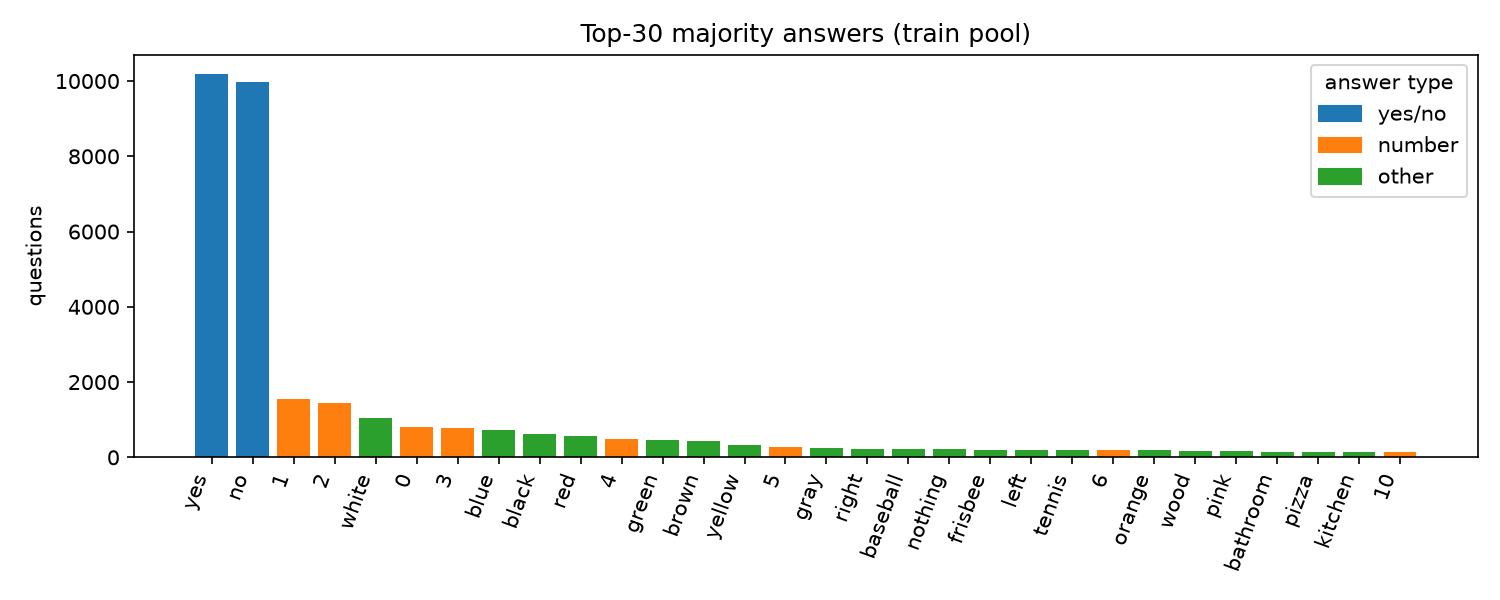 Top-30 majority answers (train pool)
answer type
yes/no
number
other
questions
10000
8000
6000
4000
2000
0
yes
no
1
2
white
0
3
blue
black
red
4
green
brown
yellow
5
gray
right
baseball
nothing
frisbee
left
tennis
6
orange
wood
pink
bathroom
pizza
kitchen
10